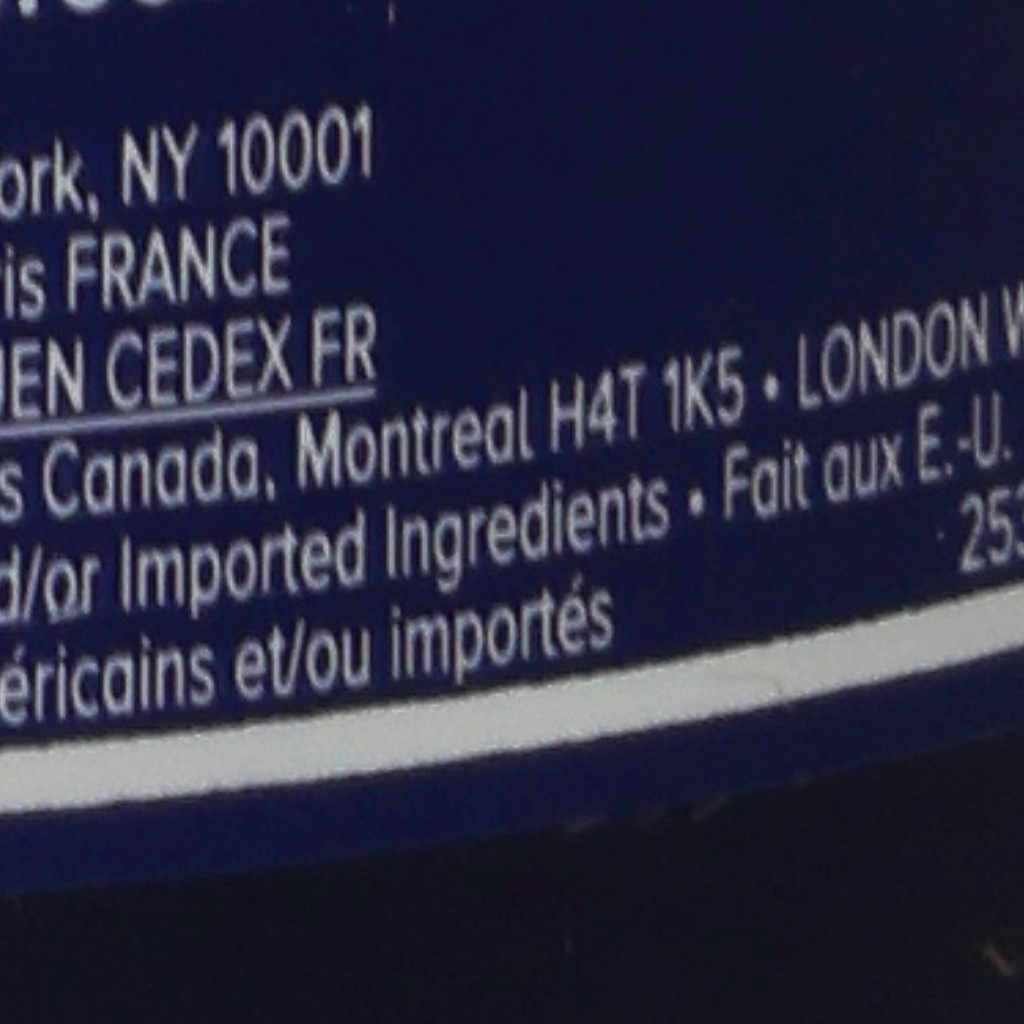 ork, NY 10001
is FRANCE
EN CEDEX FR
s Canada, Montreal H4T 1K5 • LONDON W
d/or Imported Ingredients • Fait aux E.-U.
éricains et/ou importés
253